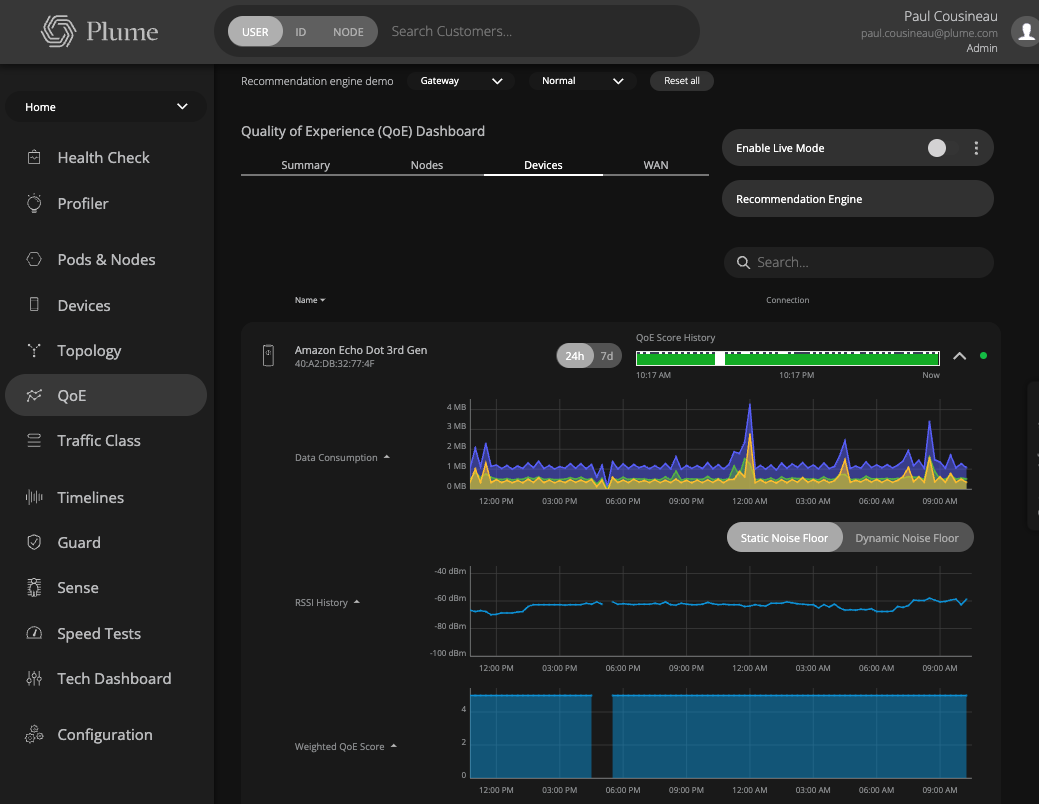 Plume
USER ID NODE Search Customers...
Paul Cousineau
paul.cousineau@plume.com
Admin
Home
Health Check
Profiler
Pods & Nodes
Devices
Topology
QoE
Traffic Class
Timelines
Guard
Sense
Speed Tests
Tech Dashboard
Configuration
Recommendation engine demo Gateway Normal Reset all
Quality of Experience (QoE) Dashboard
Summary Nodes Devices WAN
Enable Live Mode
Recommendation Engine
Search...
Name Connection
Amazon Echo Dot 3rd Gen
40:A2:DB:32:77:4F
24h 7d
QoE Score History
10:17 AM 10:17 PM Now
Data Consumption
4 MB
3 MB
2 MB
1 MB
0 MB
12:00 PM 03:00 PM 06:00 PM 09:00 PM 12:00 AM 03:00 AM 06:00 AM 09:00 AM
Static Noise Floor Dynamic Noise Floor
RSSI History
-40 dBm
-60 dBm
-80 dBm
-100 dBm
12:00 PM 03:00 PM 06:00 PM 09:00 PM 12:00 AM 03:00 AM 06:00 AM 09:00 AM
Weighted QoE Score
4
2
0
12:00 PM 03:00 PM 06:00 PM 09:00 PM 12:00 AM 03:00 AM 06:00 AM 09:00 AM